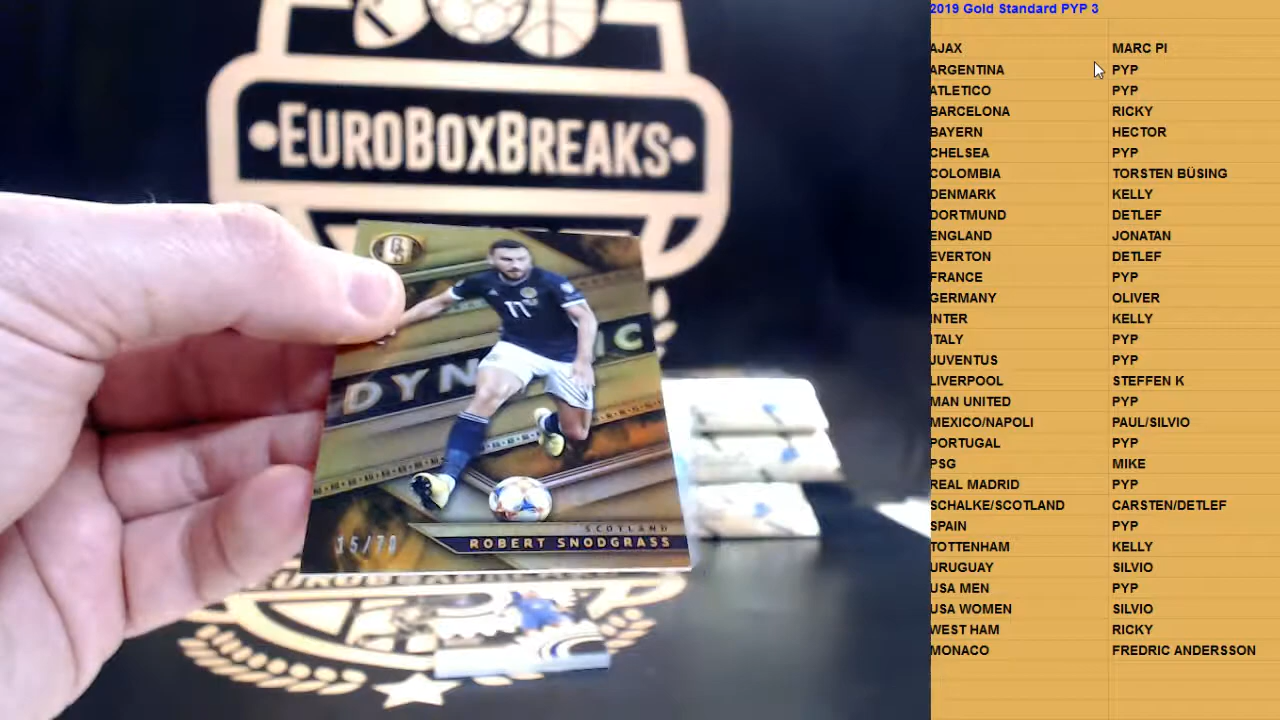 EUROBOXBREAKS
GS
11
DYN IC
SCOTLAND
ROBERT SNODGRASS
15/70
EUROBOXBREAKS
2019 Gold Standard PYP 3
AJAX MARC PI
ARGENTINA PYP
ATLETICO PYP
BARCELONA RICKY
BAYERN HECTOR
CHELSEA PYP
COLOMBIA TORSTEN BÜSING
DENMARK KELLY
DORTMUND DETLEF
ENGLAND JONATAN
EVERTON DETLEF
FRANCE PYP
GERMANY OLIVER
INTER KELLY
ITALY PYP
JUVENTUS PYP
LIVERPOOL STEFFEN K
MAN UNITED PYP
MEXICO/NAPOLI PAUL/SILVIO
PORTUGAL PYP
PSG MIKE
REAL MADRID PYP
SCHALKE/SCOTLAND CARSTEN/DETLEF
SPAIN PYP
TOTTENHAM KELLY
URUGUAY SILVIO
USA MEN PYP
USA WOMEN SILVIO
WEST HAM RICKY
MONACO FREDRIC ANDERSSON